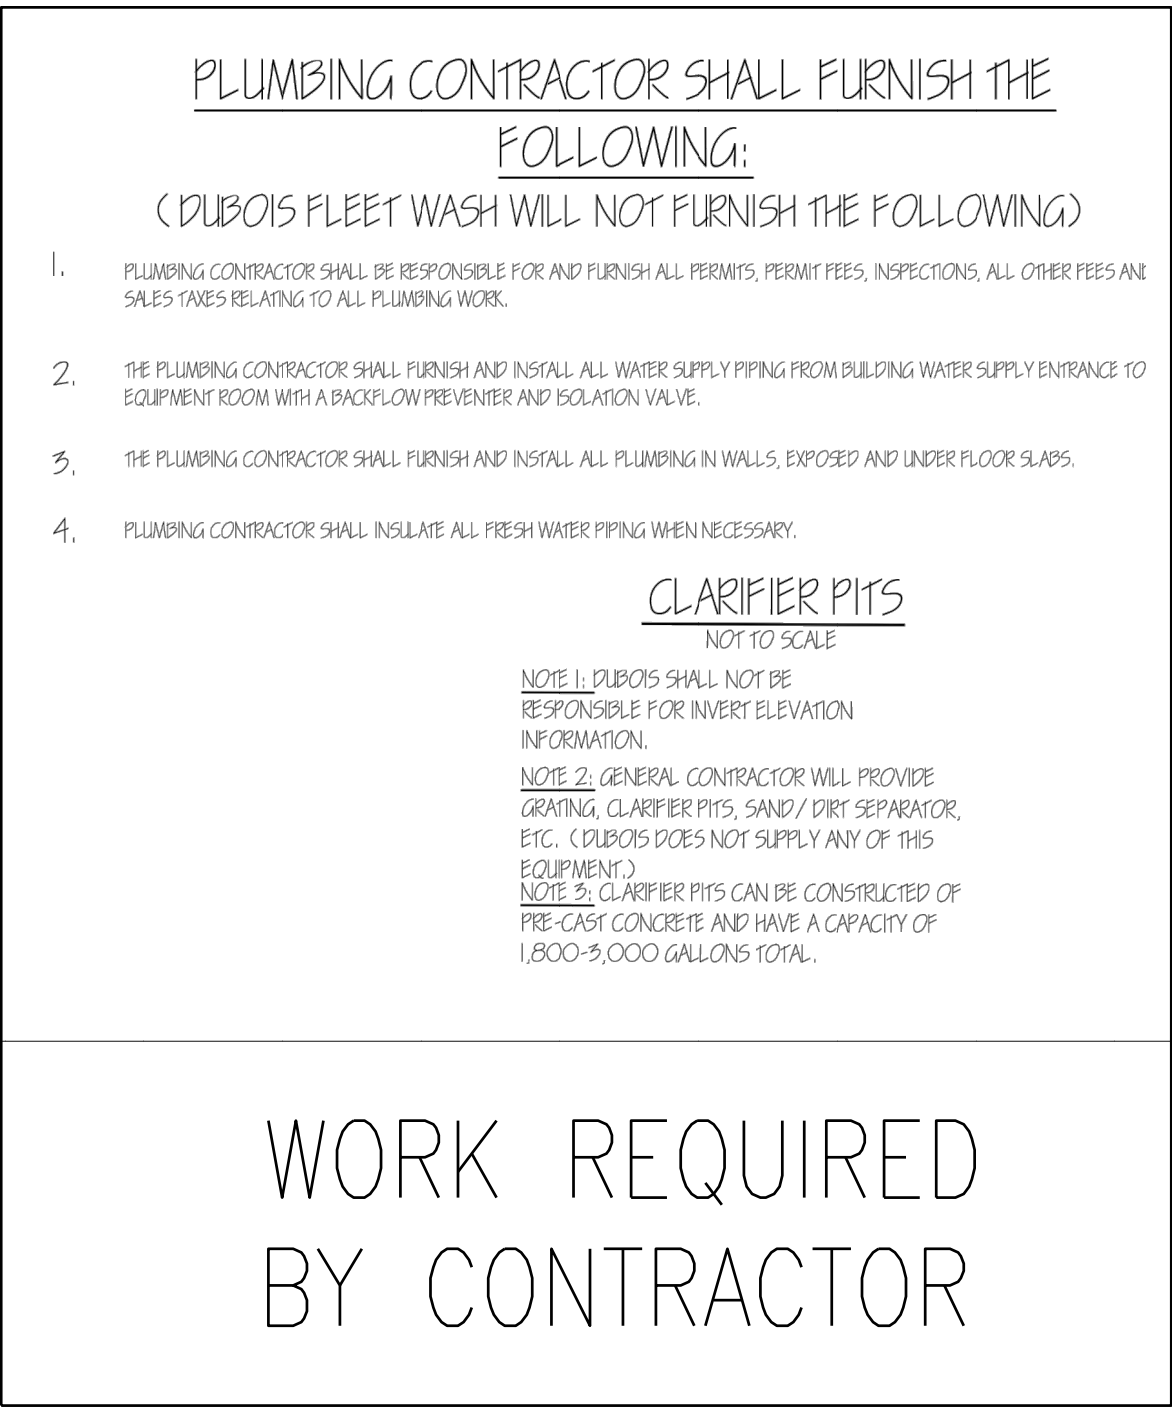 PLUMBING CONTRACTOR SHALL FURNISH THE
FOLLOWING:
( DUBOIS FLEET WASH WILL NOT FURNISH THE FOLLOWING)
1. PLUMBING CONTRACTOR SHALL BE RESPONSIBLE FOR AND FURNISH ALL PERMITS, PERMIT FEES, INSPECTIONS, ALL OTHER FEES AND
SALES TAXES RELATING TO ALL PLUMBING WORK.
2. THE PLUMBING CONTRACTOR SHALL FURNISH AND INSTALL ALL WATER SUPPLY PIPING FROM BUILDING WATER SUPPLY ENTRANCE TO
EQUIPMENT ROOM WITH A BACKFLOW PREVENTER AND ISOLATION VALVE.
3. THE PLUMBING CONTRACTOR SHALL FURNISH AND INSTALL ALL PLUMBING IN WALLS, EXPOSED AND UNDER FLOOR SLABS.
4. PLUMBING CONTRACTOR SHALL INSULATE ALL FRESH WATER PIPING WHEN NECESSARY.
CLARIFIER PITS
NOT TO SCALE
NOTE 1: DUBOIS SHALL NOT BE
RESPONSIBLE FOR INVERT ELEVATION
INFORMATION.
NOTE 2: GENERAL CONTRACTOR WILL PROVIDE
GRATING, CLARIFIER PITS, SAND/ DIRT SEPARATOR,
ETC. ( DUBOIS DOES NOT SUPPLY ANY OF THIS
EQUIPMENT.)
NOTE 3: CLARIFIER PITS CAN BE CONSTRUCTED OF
PRE-CAST CONCRETE AND HAVE A CAPACITY OF
1,800-3,000 GALLONS TOTAL.
WORK REQUIRED
BY CONTRACTOR